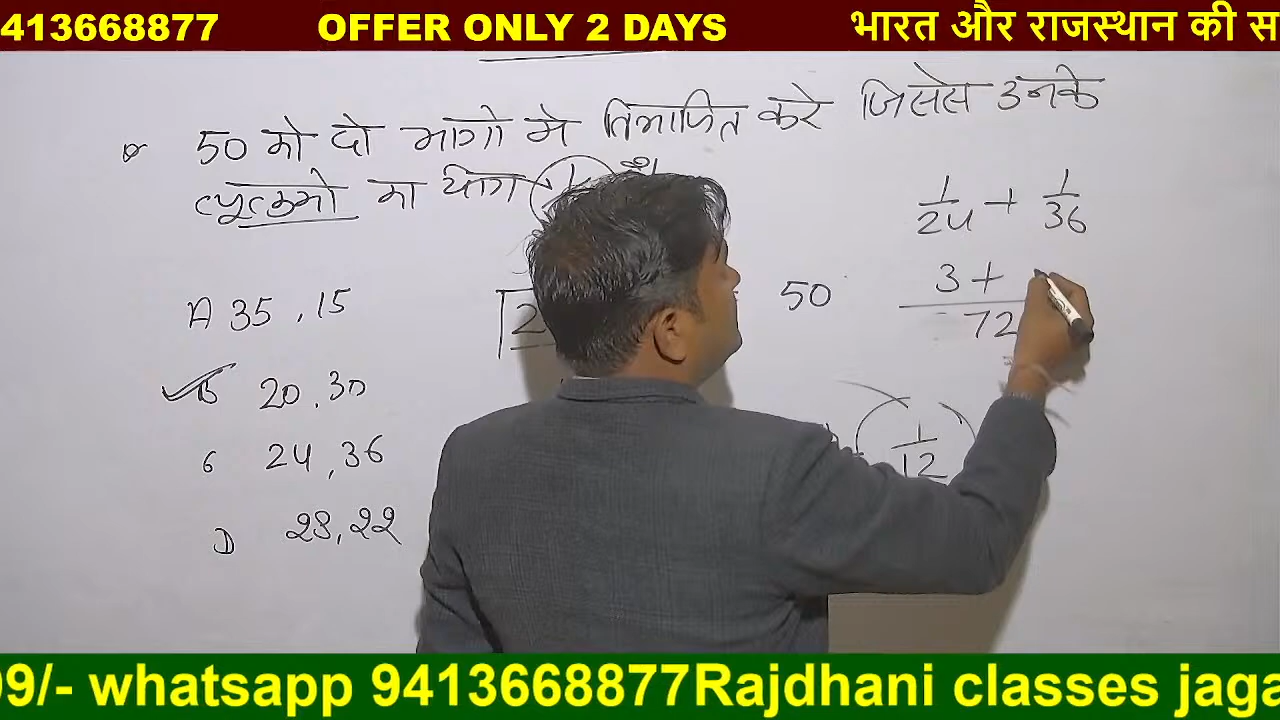 413668877 OFFER ONLY 2 DAYS भारत और राजस्थान की स
50 को दो भागो मे विभाजित करे जिससे उनके
व्युत्क्रमो का योग
1/24 + 1/36
A 35, 15
50
3 +
72
B 20, 30
1/12
C 24, 36
D 28, 22
99/- whatsapp 9413668877Rajdhani classes jaga